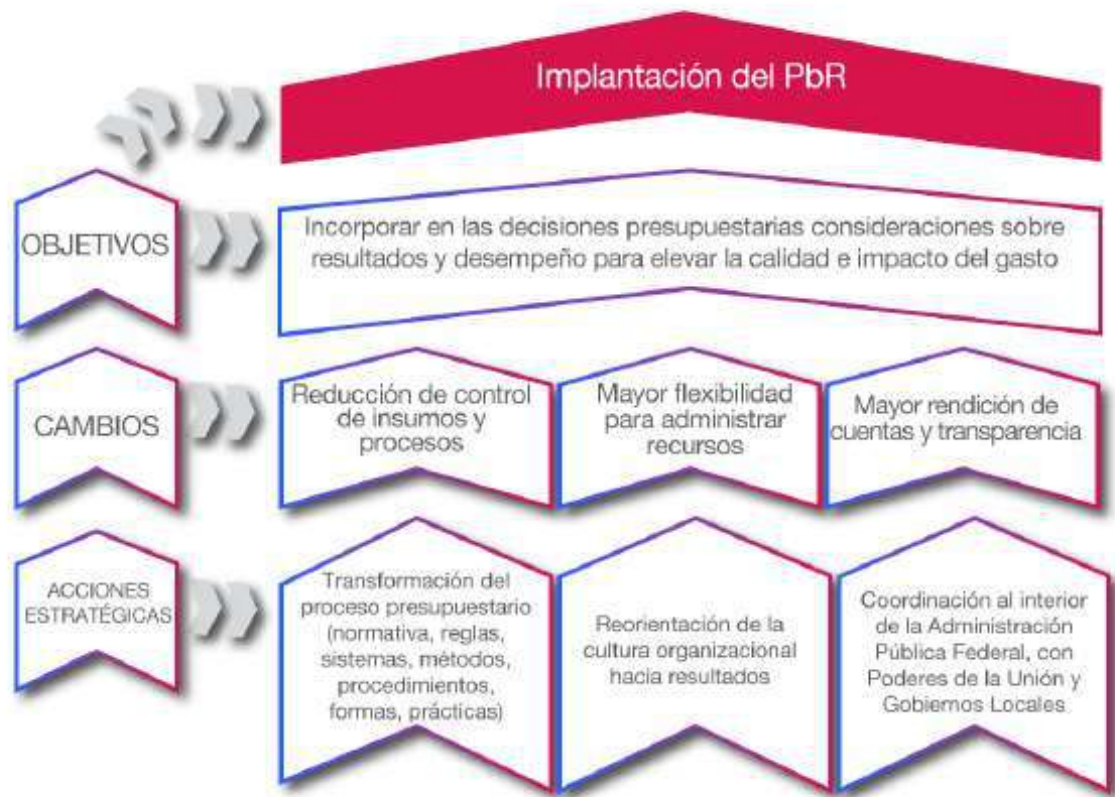 Implantación del PbR
OBJETIVOS
Incorporar en las decisiones presupuestarias consideraciones sobre
resultados y desempeño para elevar la calidad e impacto del gasto
CAMBIOS
Reducción de control
de insumos y
procesos
Mayor flexibilidad
para administrar
recursos
Mayor rendición de
cuentas y transparencia
ACCIONES
ESTRATÉGICAS
Transformación del
proceso presupuestario
(normativa, reglas,
sistemas, métodos,
procedimientos,
formas, prácticas)
Reorientación de la
cultura organizacional
hacia resultados
Coordinación al interior
de la Administración
Pública Federal, con
Poderes de la Unión y
Gobiernos Locales